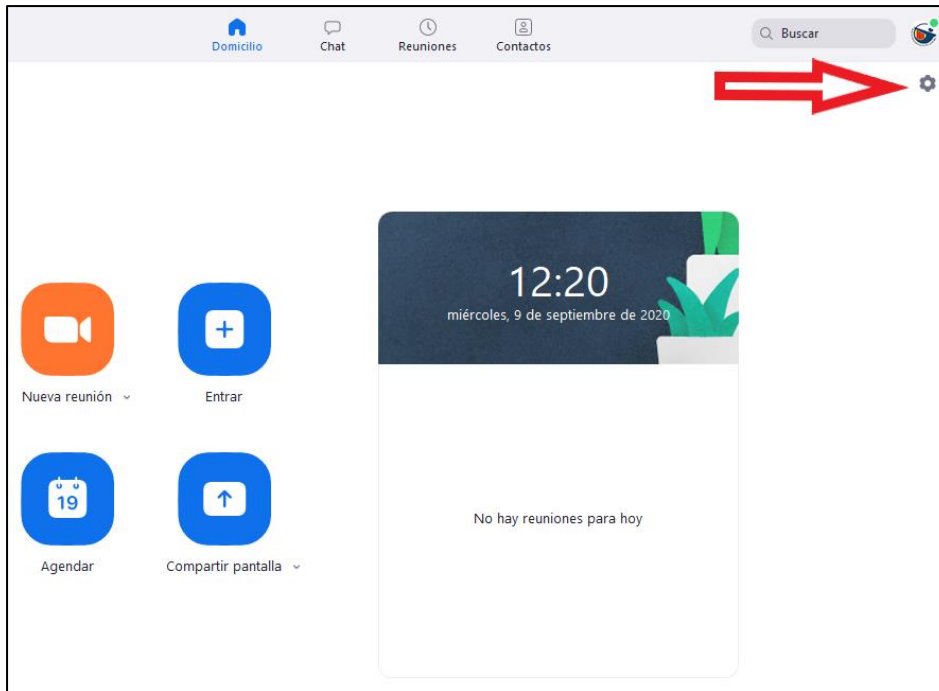 Domicilio
Chat
Reuniones
Contactos
Buscar
12:20
miércoles, 9 de septiembre de 2020
Nueva reunión
Entrar
19
Agendar
Compartir pantalla
No hay reuniones para hoy